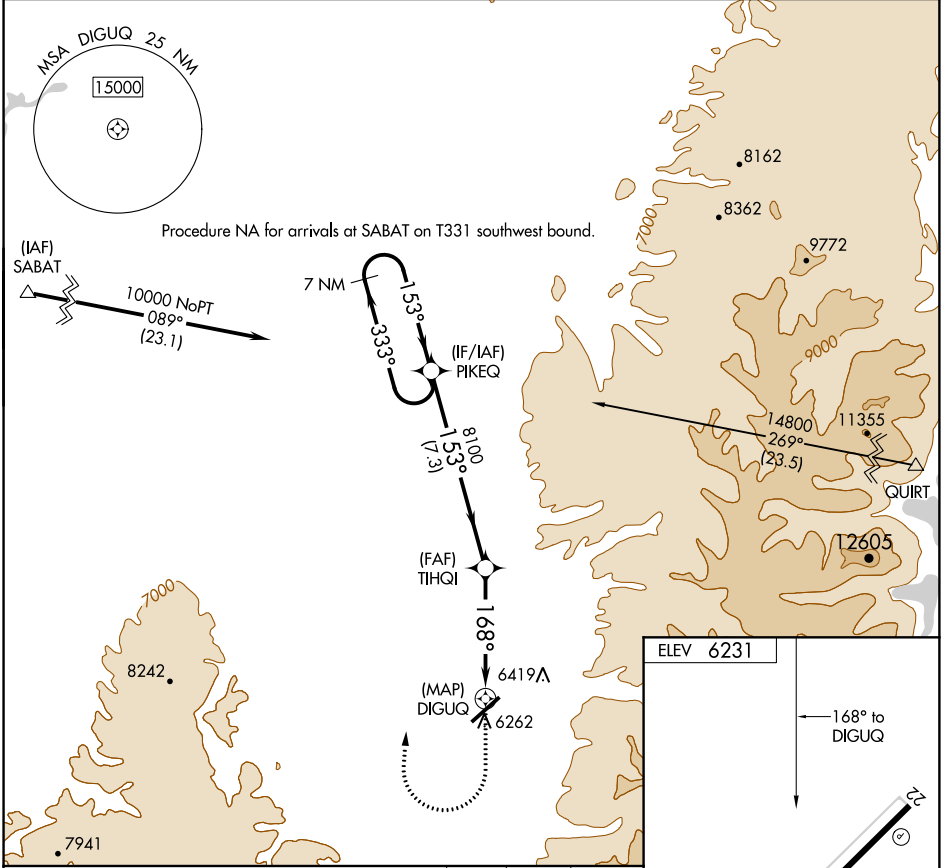 MSA DIGUQ 25 NM
15000
8162
8362
7000
Procedure NA for arrivals at SABAT on T331 southwest bound.
9772
(IAF)
SABAT
10000 NoPT
089°
(23.1)
7 NM
153°
333°
(IF/IAF)
PIKEQ
9000
8100
153°
(7.3)
14800
269°
(23.5)
11355
QUIRT
12605
(FAF)
TIHQI
7000
168°
8242
6419
(MAP)
DIGUQ
6262
ELEV 6231
168° to
DIGUQ
22
P
7941